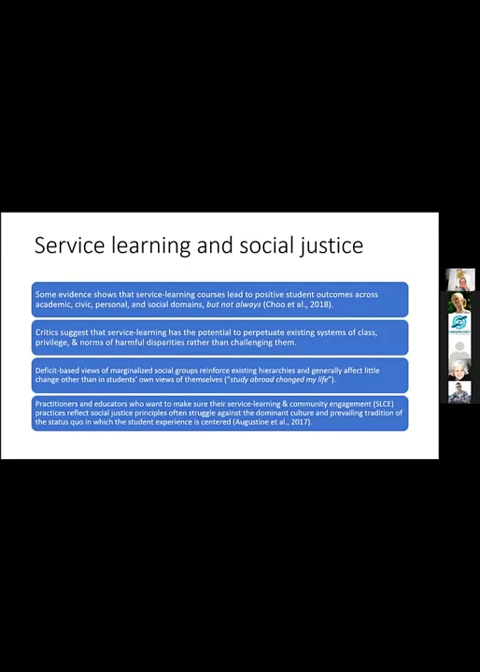 Service learning and social justice
Some evidence shows that service-learning courses lead to positive student outcomes across
academic, civic, personal, and social domains, but not always (Choo et al., 2018).
Critics suggest that service-learning has the potential to perpetuate existing systems of class,
privilege, & norms of harmful disparities rather than challenging them.
Deficit-based views of marginalized social groups reinforce existing hierarchies and generally affect little
change other than in students' own views of themselves ("study abroad changed my life").
Practitioners and educators who want to make sure their service-learning & community engagement (SLCE)
practices reflect social justice principles often struggle against the dominant culture and prevailing tradition of
the status quo in which the student experience is centered (Augustine et al., 2017).